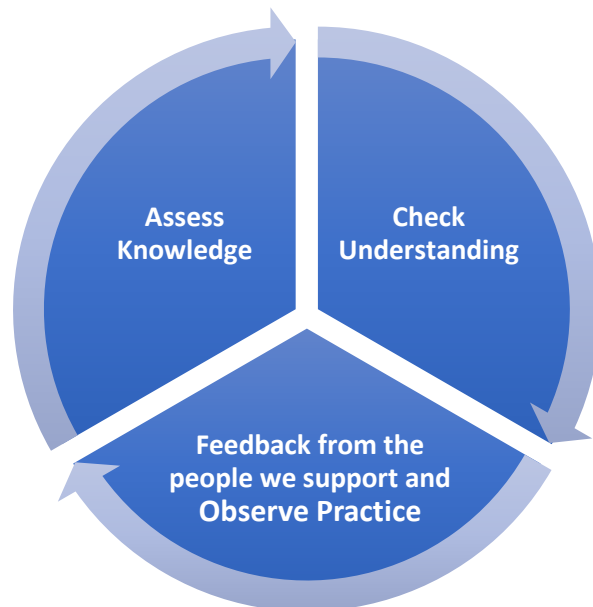 Assess
Knowledge
Check
Understanding
Feedback from the
people we support and
Observe Practice